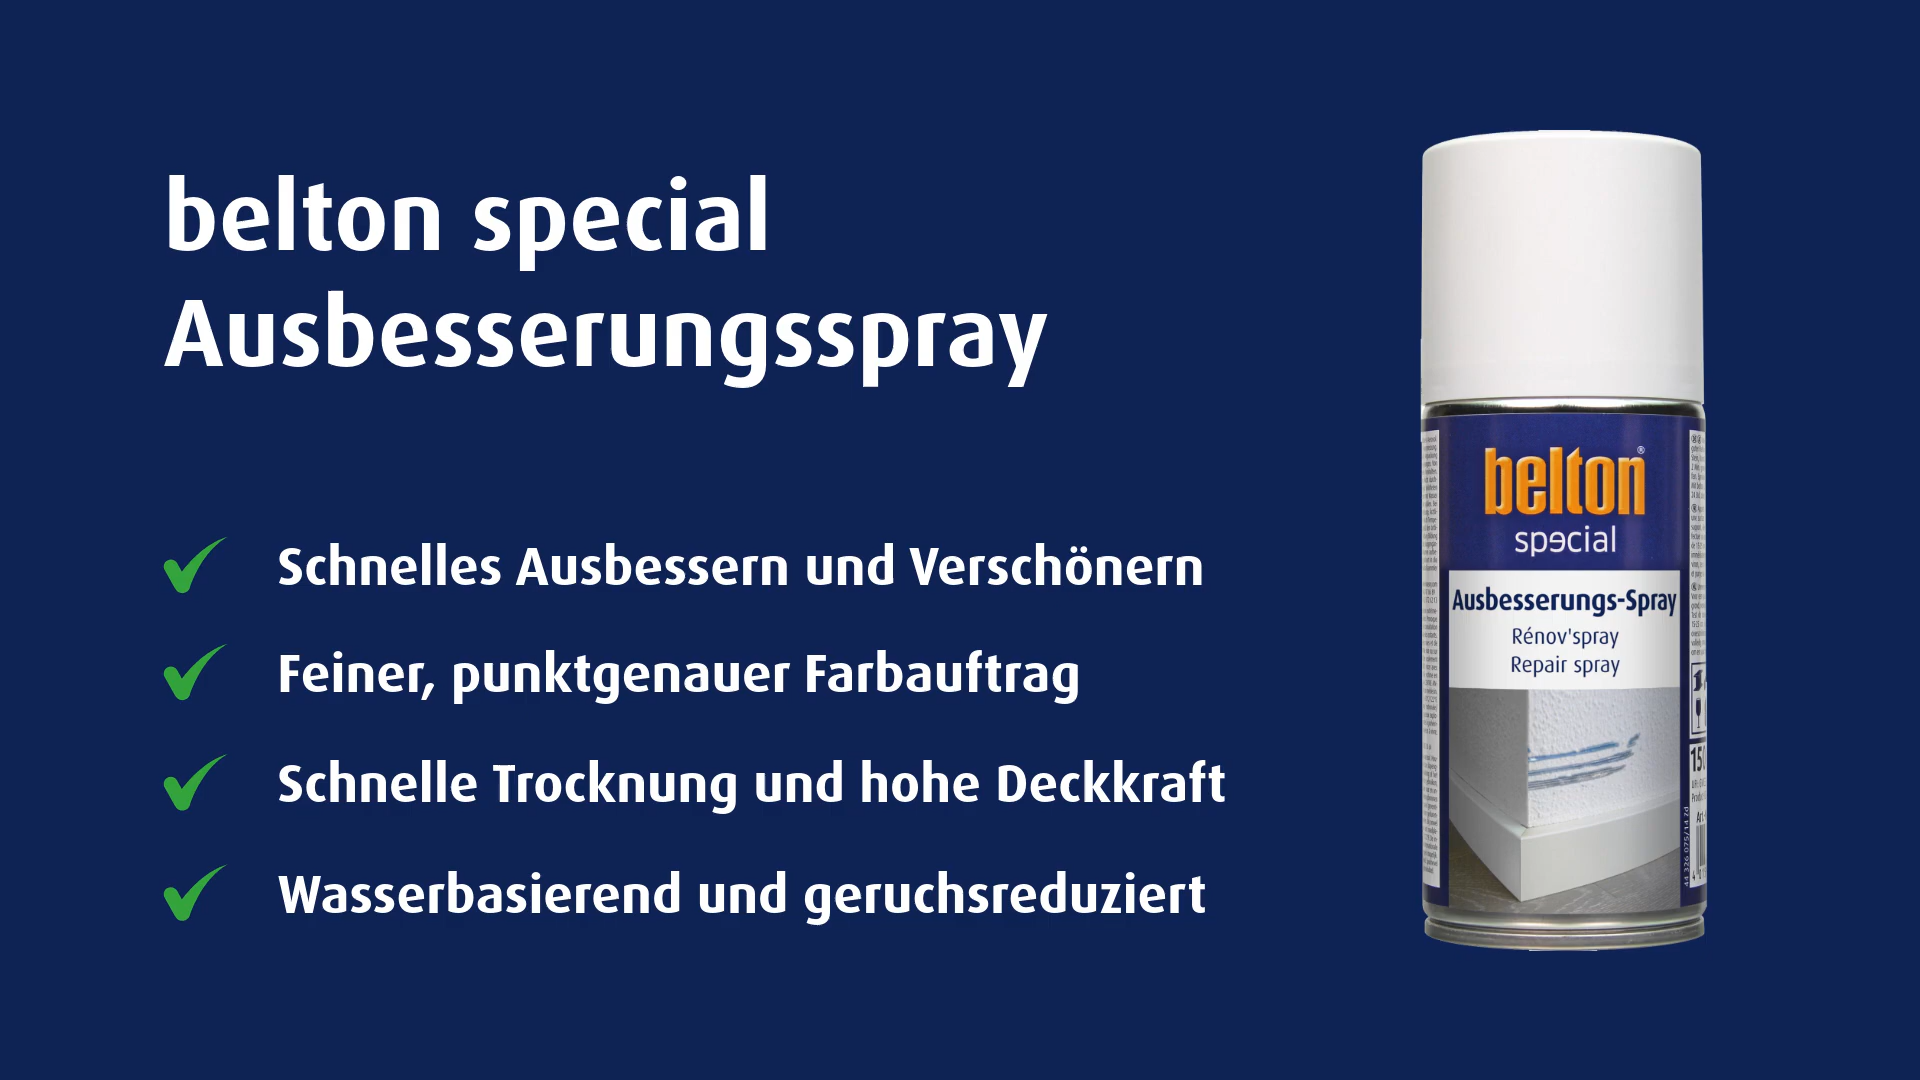 belton special
Ausbesserungsspray
Schnelles Ausbessern und Verschönern
Feiner, punktgenauer Farbauftrag
Schnelle Trocknung und hohe Deckkraft
Wasserbasierend und geruchsreduziert
belton®
special
Ausbesserungs-Spray
Rénov'spray
Repair spray